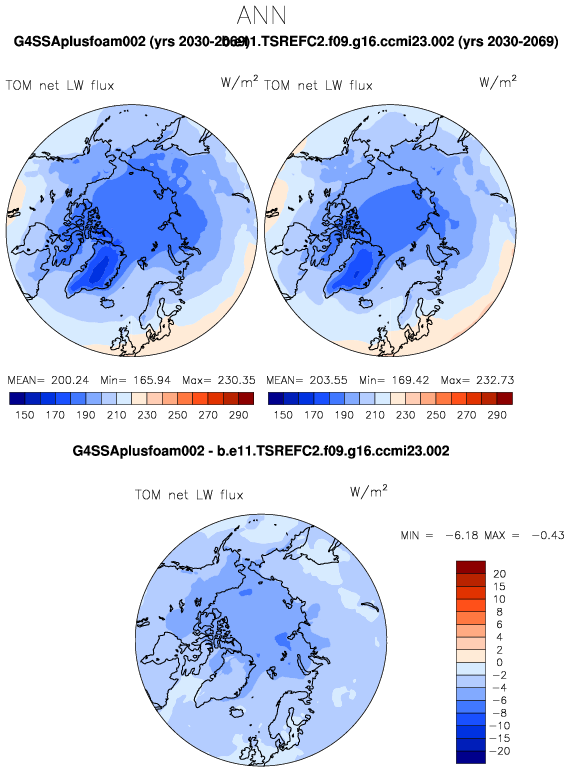 ANN
G4SSAplusfoam002 (yrs 2030-2069)
b.e11.TSREFC2.f09.g16.ccmi23.002 (yrs 2030-2069)
TOM net LW flux W/m²
TOM net LW flux W/m²
MEAN= 200.24 Min= 165.94 Max= 230.35
MEAN= 203.55 Min= 169.42 Max= 232.73
150 170 190 210 230 250 270 290
150 170 190 210 230 250 270 290
G4SSAplusfoam002 - b.e11.TSREFC2.f09.g16.ccmi23.002
TOM net LW flux W/m²
MIN = -6.18 MAX = -0.43
20
15
10
8
6
4
2
0
-2
-4
-6
-8
-10
-15
-20